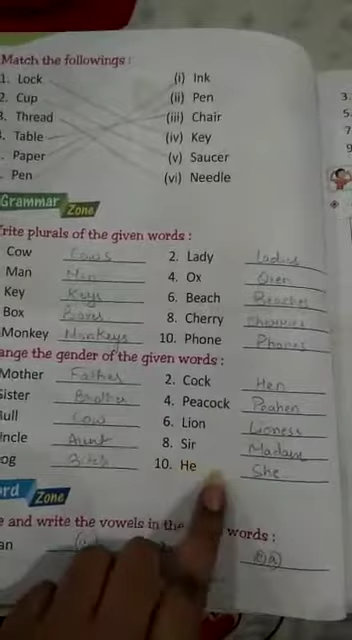 Match the followings :
1. Lock (i) Ink
2. Cup (ii) Pen
3. Thread (iii) Chair
. Table (iv) Key
. Paper (v) Saucer
. Pen (vi) Needle
Grammar Zone
rite plurals of the given words :
Cow Cows 2. Lady ladies
Man Men 4. Ox Oxen
Key Keys 6. Beach Beaches
Box Boxes 8. Cherry cherries
Monkey Monkeys 10. Phone Phones
ange the gender of the given words :
Mother Father 2. Cock Hen
ister Brother 4. Peacock Peahen
ull Cow 6. Lion Lioness
ncle Aunt 8. Sir Madam
og Bitch 10. He She
rd Zone
e and write the vowels in the words :
an